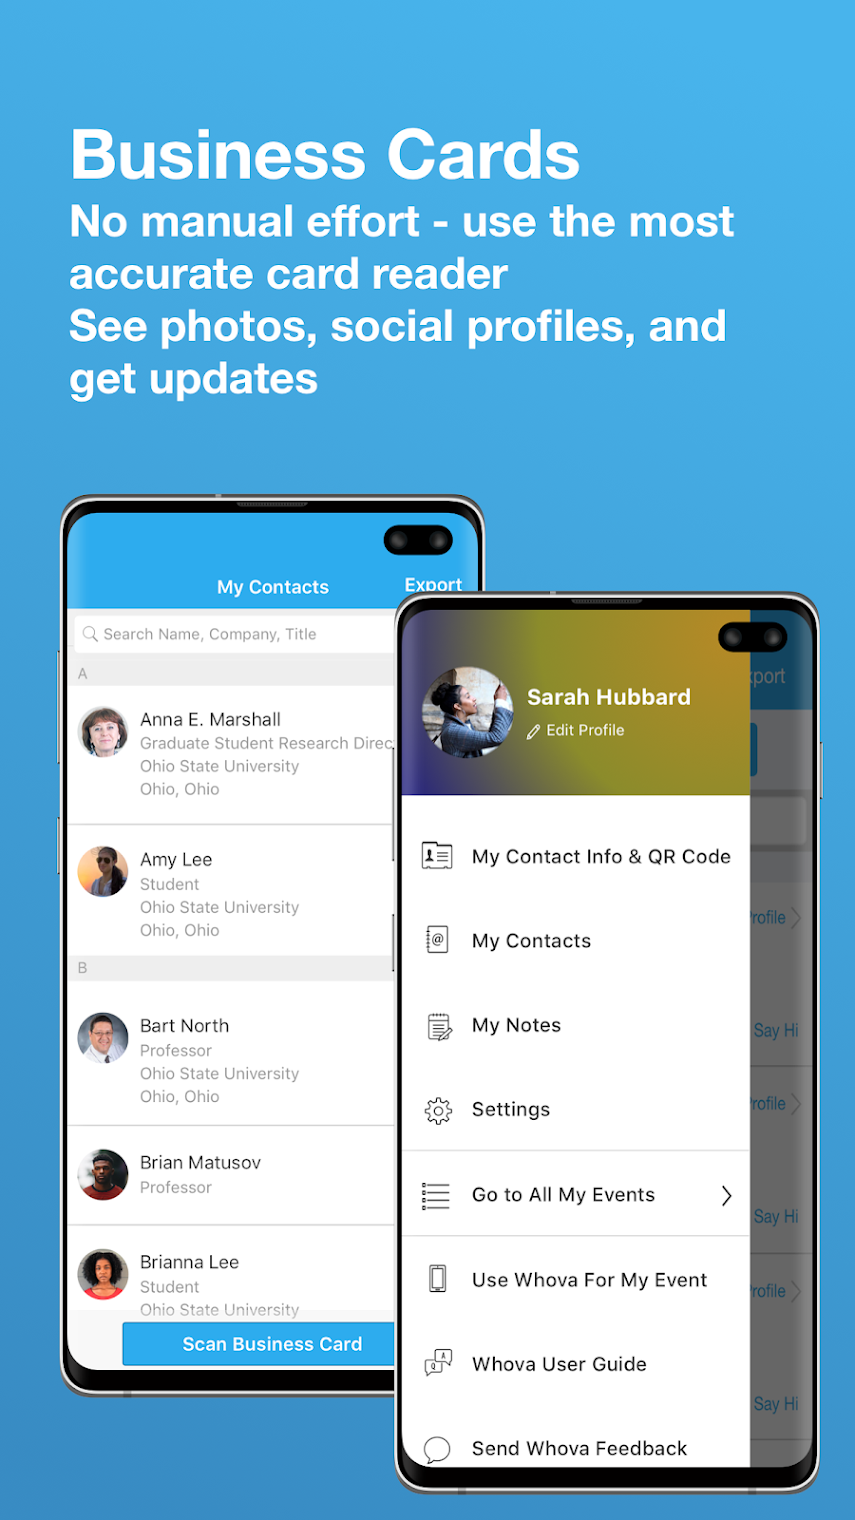 Business Cards
No manual effort - use the most
accurate card reader
See photos, social profiles, and
get updates
My Contacts
Export
Search Name, Company, Title
A
Anna E. Marshall
Graduate Student Research Direc
Ohio State University
Ohio, Ohio
Amy Lee
Student
Ohio State University
Ohio, Ohio
B
Bart North
Professor
Ohio State University
Ohio, Ohio
Brian Matusov
Professor
Brianna Lee
Student
Ohio State University
Scan Business Card
Sarah Hubbard
Edit Profile
My Contact Info & QR Code
My Contacts
My Notes
Settings
Go to All My Events
Use Whova For My Event
Q A
Whova User Guide
Send Whova Feedback
xport
rofile
Say Hi
rofile
Say Hi
rofile
Say Hi